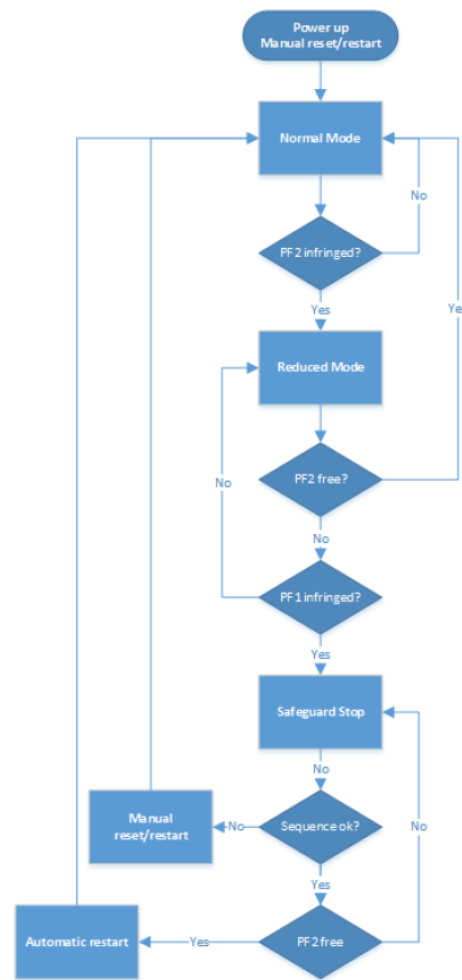 Power up
Manual reset/restart
Normal Mode
No
PF2 infringed?
Yes
Ye
Reduced Mode
No
PF2 free?
No
PF1 infringed?
Yes
Safeguard Stop
No
Manual
reset/restart
No
Sequence ok?
No
Yes
Automatic restart
Yes
PF2 free